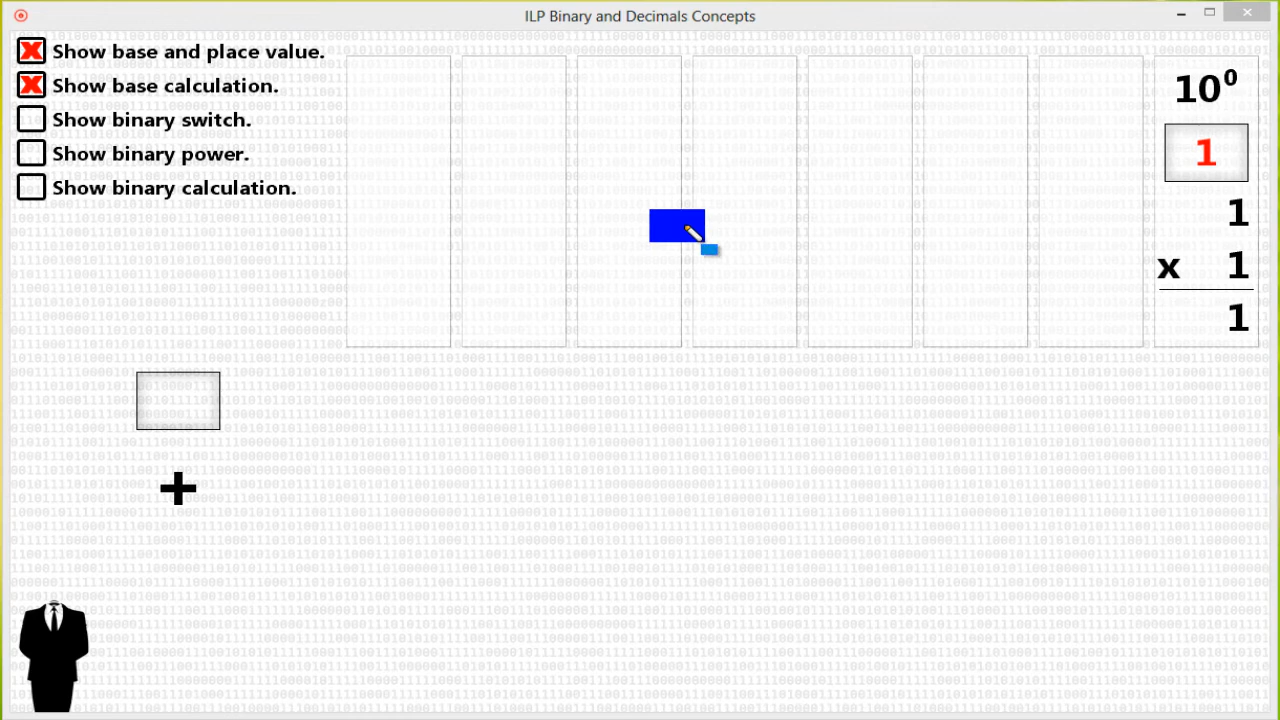 ILP Binary and Decimals Concepts
Show base and place value.
Show base calculation.
Show binary switch.
Show binary power.
Show binary calculation.
10⁰
1
1
x 1
1
+